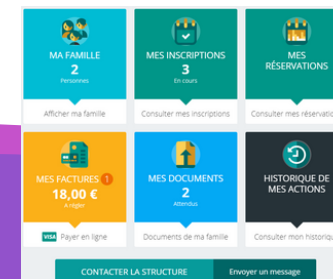 MA FAMILLE
2
Personnes
Afficher ma famille
MES INSCRIPTIONS
3
En cours
Consulter mes inscriptions
MES
RÉSERVATIONS
Consulter mes réservatio
MES FACTURES 1
18,00 €
A régler
VISA Payer en ligne
MES DOCUMENTS
2
Attendus
Documents de ma famille
HISTORIQUE DE
MES ACTIONS
Consulter mon historiqu
CONTACTER LA STRUCTURE
Envoyer un message